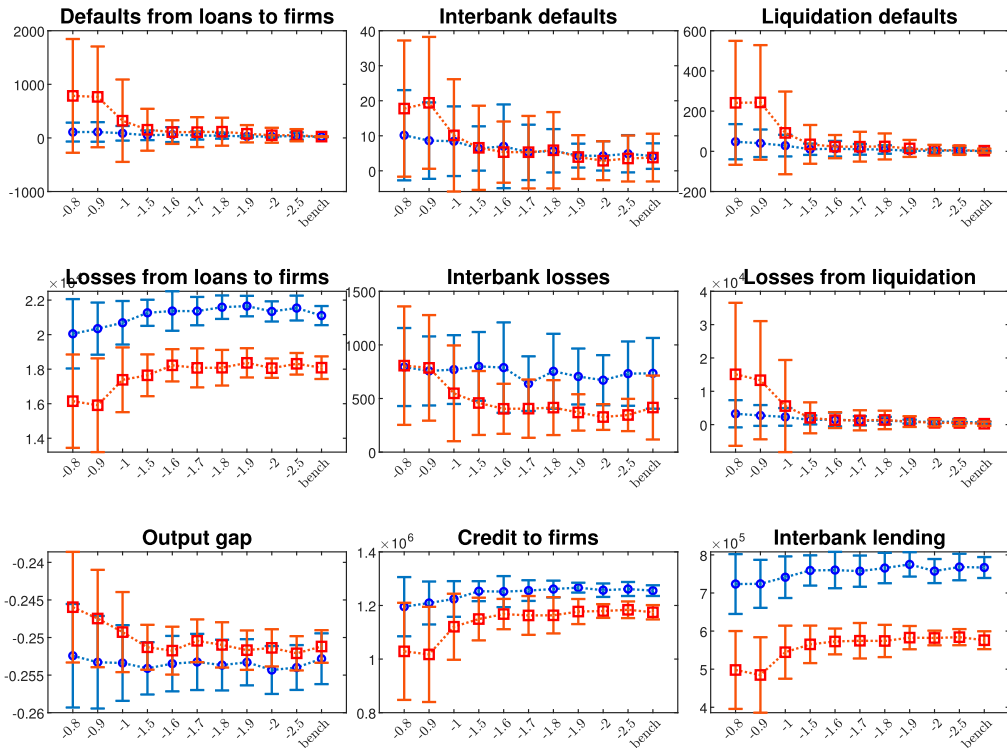 Defaults from loans to firms
2000
1000
0
-1000
-0.8 -0.9 -1 -1.5 -1.6 -1.7 -1.8 -1.9 -2 -2.5 bench
Interbank defaults
40
30
20
10
0
-0.8 -0.9 -1 -1.5 -1.6 -1.7 -1.8 -1.9 -2 -2.5 bench
Liquidation defaults
600
400
200
0
-200
-0.8 -0.9 -1 -1.5 -1.6 -1.7 -1.8 -1.9 -2 -2.5 bench
Losses from loans to firms
2.2
2
1.8
1.6
1.4
-0.8 -0.9 -1 -1.5 -1.6 -1.7 -1.8 -1.9 -2 -2.5 bench
Interbank losses
1500
1000
500
0
-0.8 -0.9 -1 -1.5 -1.6 -1.7 -1.8 -1.9 -2 -2.5 bench
Losses from liquidation
×10⁴
4
3
2
1
0
-0.8 -0.9 -1 -1.5 -1.6 -1.7 -1.8 -1.9 -2 -2.5 bench
Output gap
-0.24
-0.245
-0.25
-0.255
-0.26
-0.8 -0.9 -1 -1.5 -1.6 -1.7 -1.8 -1.9 -2 -2.5 bench
Credit to firms
×10⁶
1.4
1.2
1
0.8
-0.8 -0.9 -1 -1.5 -1.6 -1.7 -1.8 -1.9 -2 -2.5 bench
Interbank lending
×10⁵
8
7
6
5
4
-0.8 -0.9 -1 -1.5 -1.6 -1.7 -1.8 -1.9 -2 -2.5 bench